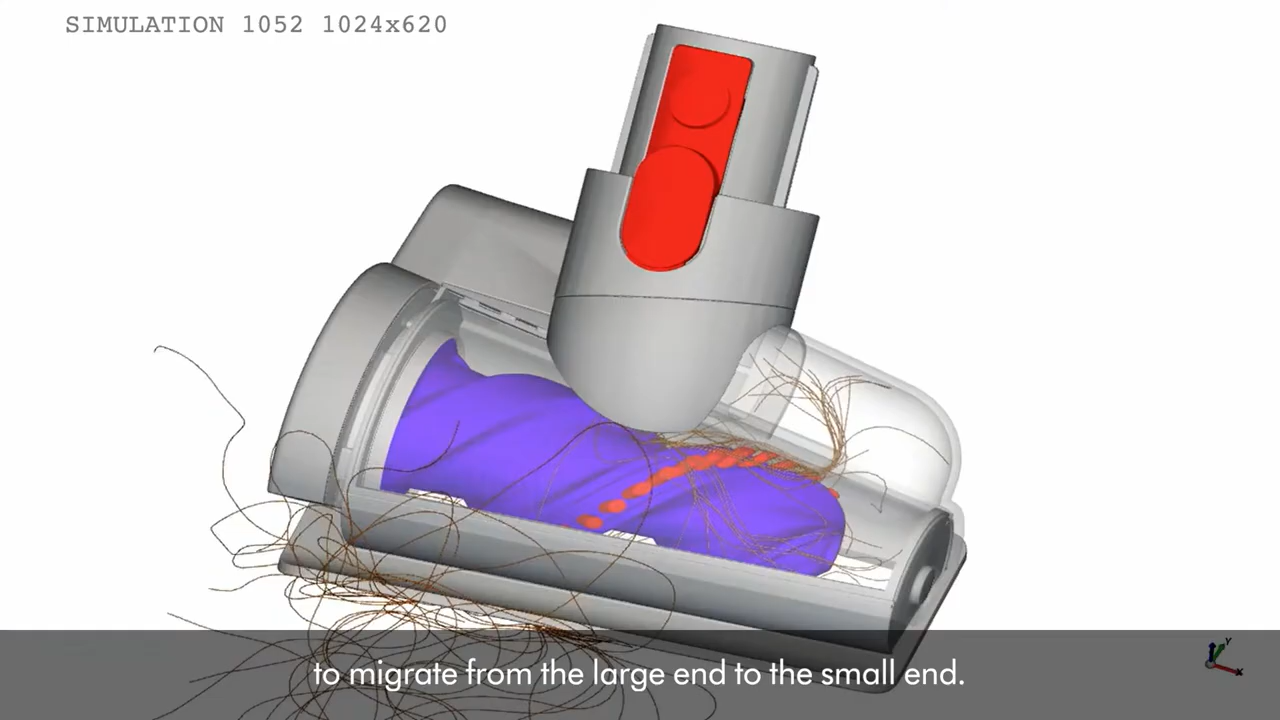 SIMULATION 1052 1024x620
Y
X
to migrate from the large end to the small end.